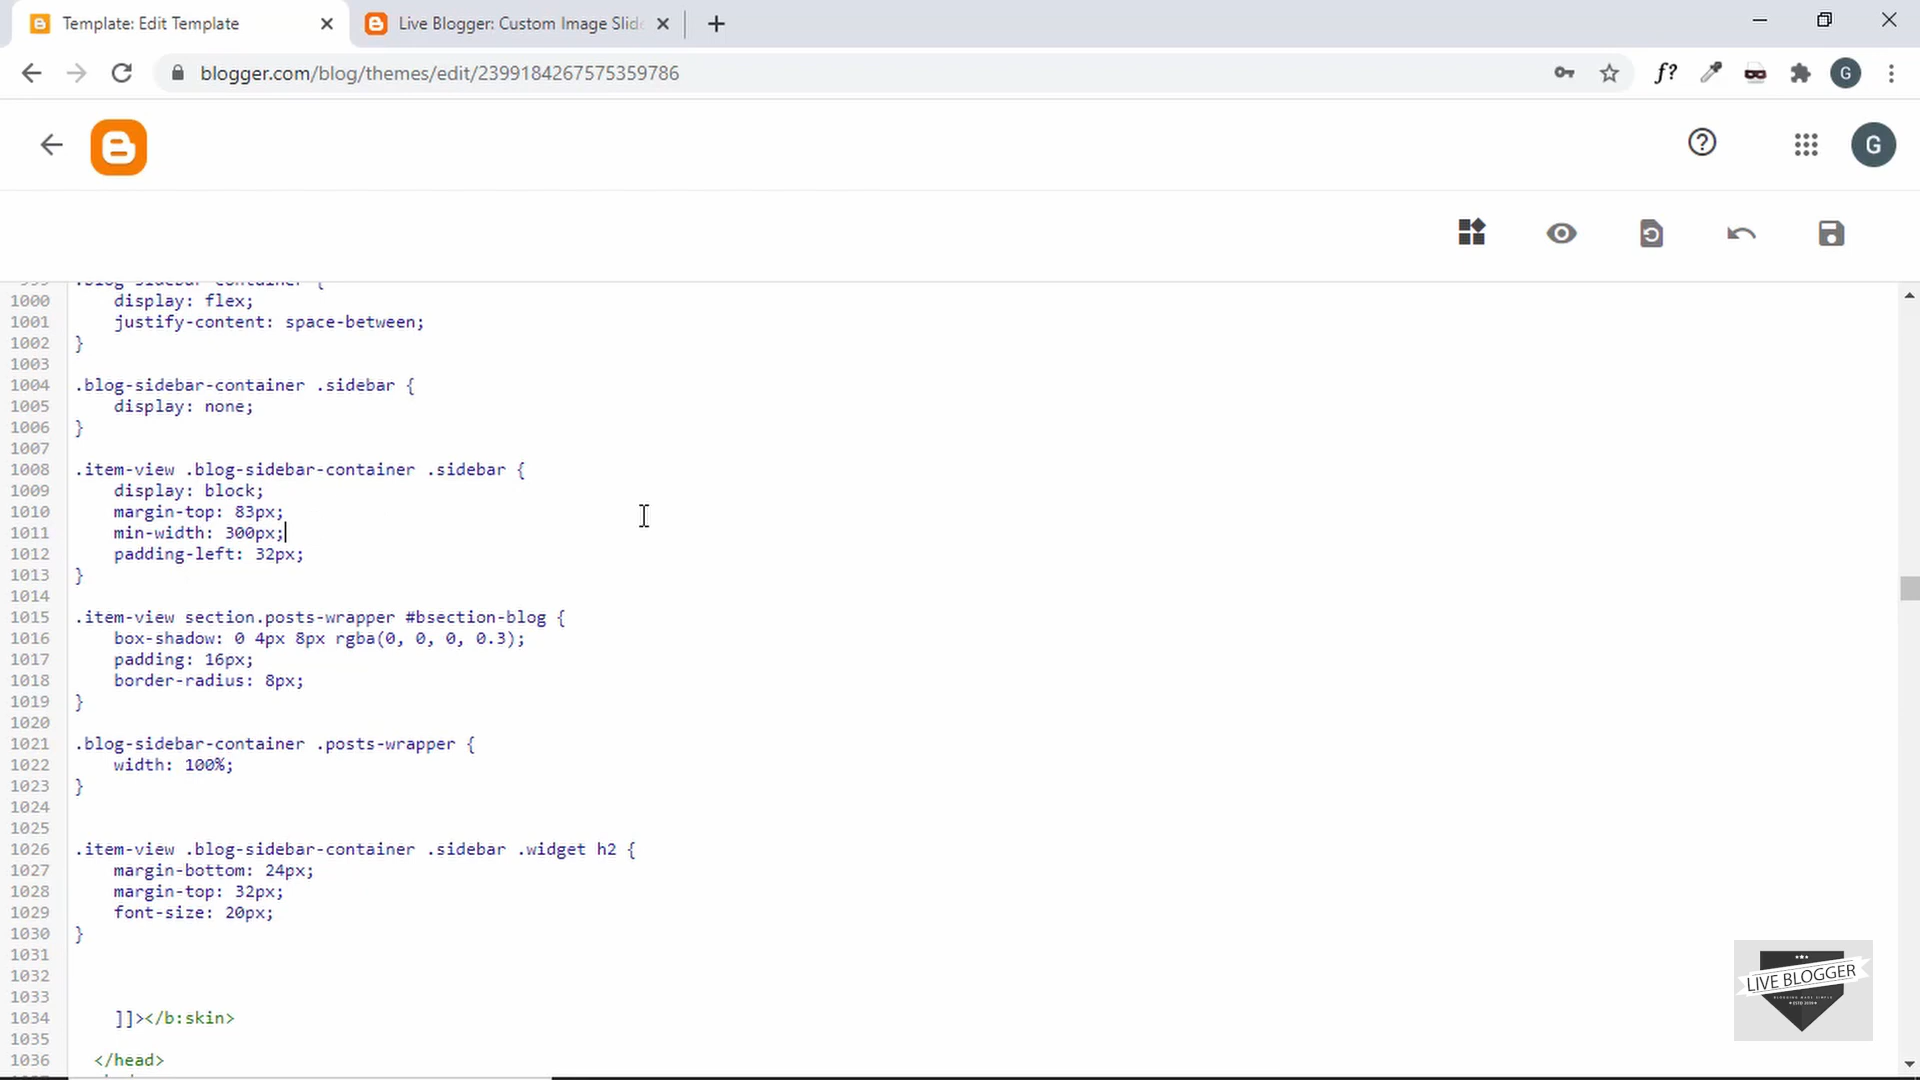 Template: Edit Template
Live Blogger: Custom Image Slid
blogger.com/blog/themes/edit/2399184267575359786
f?
G
G
999 .blog-sidebar-container {
1000 display: flex;
1001 justify-content: space-between;
1002 }
1003
1004 .blog-sidebar-container .sidebar {
1005 display: none;
1006 }
1007
1008 .item-view .blog-sidebar-container .sidebar {
1009 display: block;
1010 margin-top: 83px;
1011 min-width: 300px;
1012 padding-left: 32px;
1013 }
1014
1015 .item-view section.posts-wrapper #bsection-blog {
1016 box-shadow: 0 4px 8px rgba(0, 0, 0, 0.3);
1017 padding: 16px;
1018 border-radius: 8px;
1019 }
1020
1021 .blog-sidebar-container .posts-wrapper {
1022 width: 100%;
1023 }
1024
1025
1026 .item-view .blog-sidebar-container .sidebar .widget h2 {
1027 margin-bottom: 24px;
1028 margin-top: 32px;
1029 font-size: 20px;
1030 }
1031
1032
1033
1034 ]]></b:skin>
1035
1036 </head>
LIVE BLOGGER